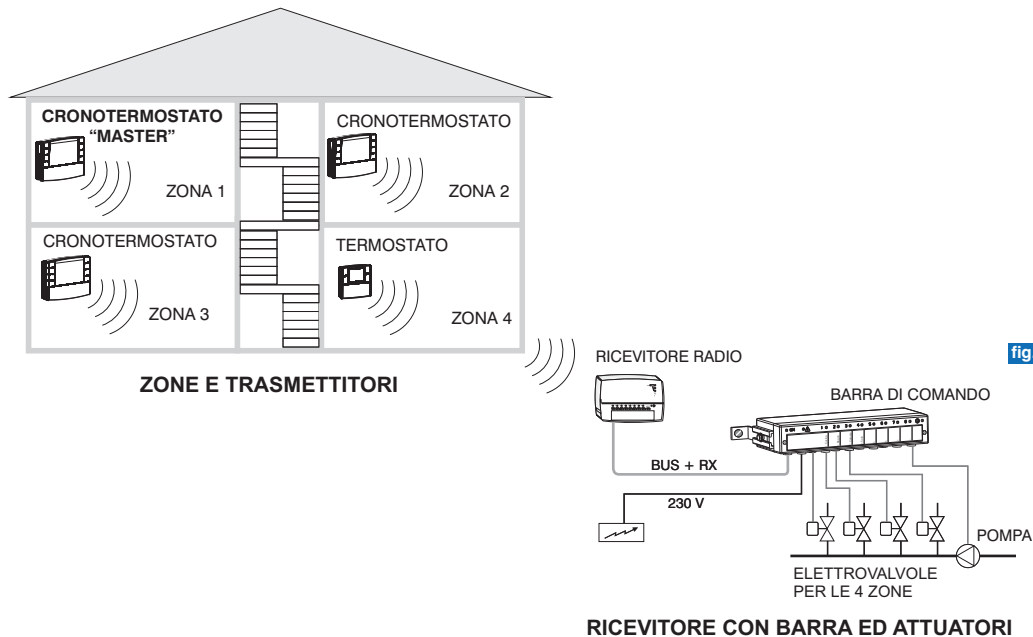 CRONOTERMOSTATO
“MASTER”
ZONA 1
CRONOTERMOSTATO
ZONA 2
CRONOTERMOSTATO
ZONA 3
TERMOSTATO
ZONA 4
ZONE E TRASMETTITORI
RICEVITORE RADIO
fig
BARRA DI COMANDO
BUS + RX
230 V
POMPA
ELETTROVALVOLE
PER LE 4 ZONE
RICEVITORE CON BARRA ED ATTUATORI